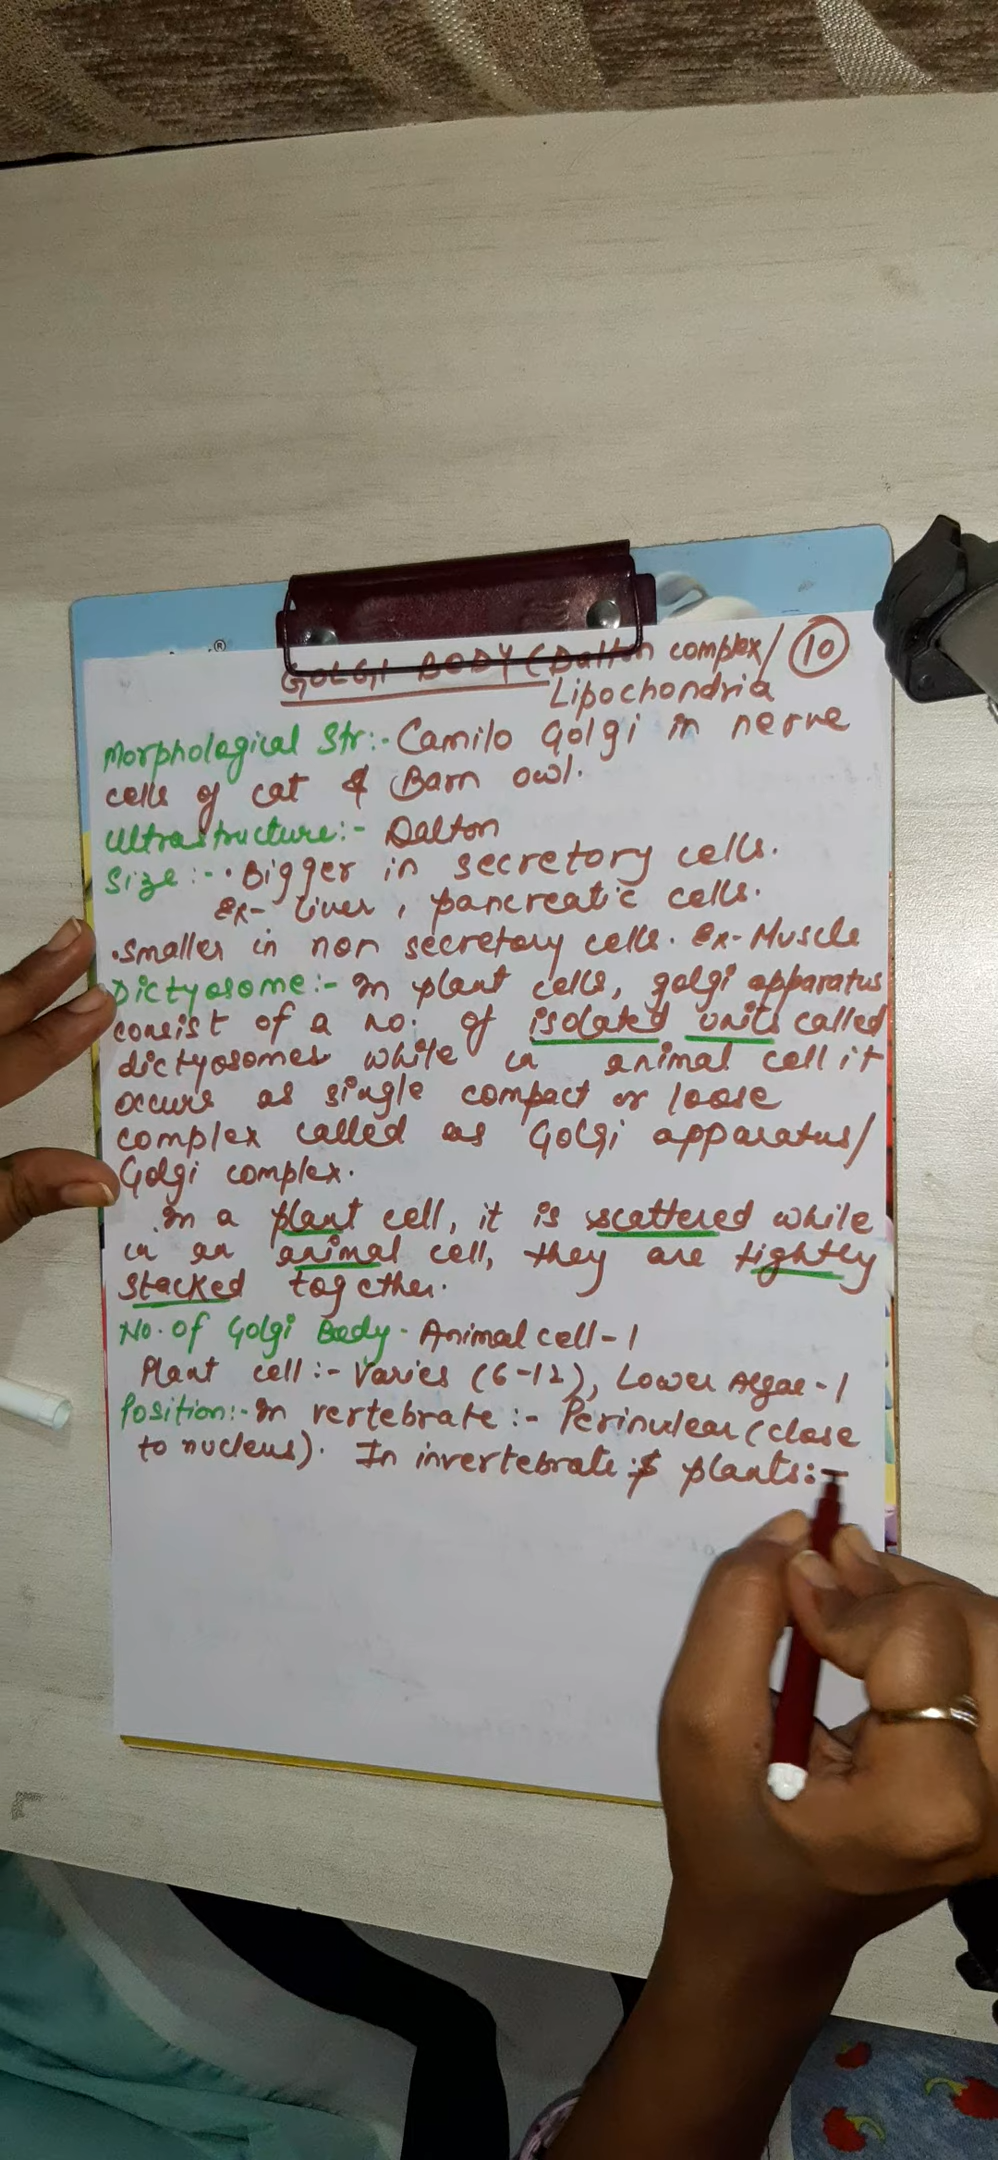 ®
GOLGI BODY (Dalton complex/ 10
Lipochondria
Morphological Str:- Camilo Golgi in nerve
cells of cat & Barn owl.
Ultrastructure:- Dalton
Size:- • Bigger in secretory cells.
Ex- liver, pancreatic cells.
• Smaller in non secretory cells. Ex- Muscle
Dictyosome:- In plant cells, golgi apparatus
consist of a no. of isolated units called
dictyosomes while in animal cell it
occurs as single compact or loose
complex called as Golgi apparatus/
Golgi complex.
. In a plant cell, it is scattered while
in an animal cell, they are tightly
stacked together.
No. of Golgi Body - Animal cell - 1
Plant cell:- Varies (6-12), Lower Algae - 1
Position:- In vertebrate:- Perinulear (close
to nucleus). In invertebrate & plants:-